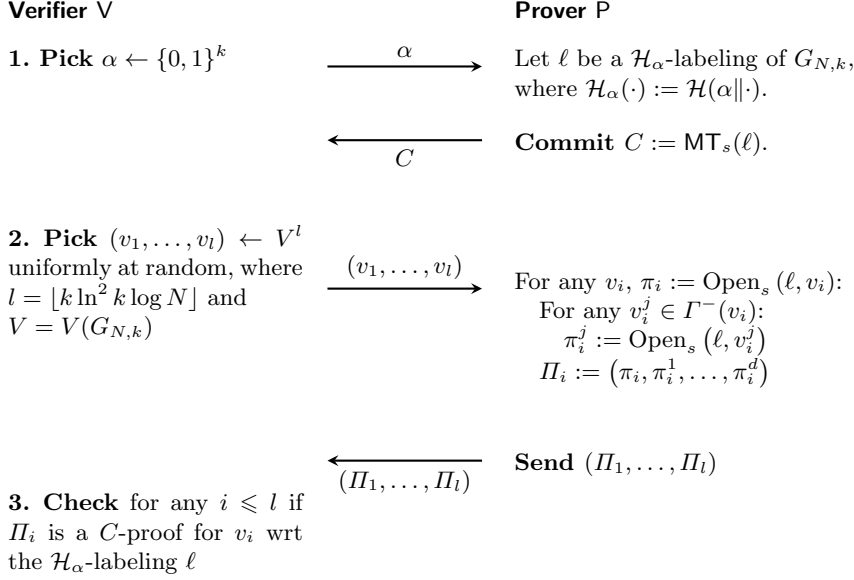 Verifier V
Prover P
1. Pick α ← {0, 1}^k
α
Let ℓ be a ℋ_α-labeling of G_{N,k},
where ℋ_α(·) := ℋ(α‖·).
Commit C := MT_s(ℓ).
C
2. Pick (v_1, . . . , v_l) ← V^l
uniformly at random, where
l = ⌊k ln^2 k log N⌋ and
V = V(G_{N,k})
(v_1, . . . , v_l)
For any v_i, π_i := Open_s (ℓ, v_i):
For any v_i^j ∈ Γ^−(v_i):
π_i^j := Open_s (ℓ, v_i^j)
Π_i := (π_i, π_i^1, . . . , π_i^d)
Send (Π_1, . . . , Π_l)
(Π_1, . . . , Π_l)
3. Check for any i ⩽ l if
Π_i is a C-proof for v_i wrt
the ℋ_α-labeling ℓ